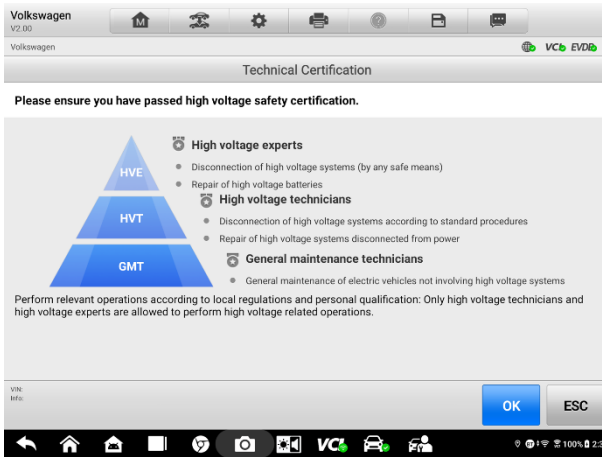 Volkswagen
V2.00
M
Volkswagen
VCI EVDB
Technical Certification
Please ensure you have passed high voltage safety certification.
HVE
High voltage experts
Disconnection of high voltage systems (by any safe means)
Repair of high voltage batteries
HVT
High voltage technicians
Disconnection of high voltage systems according to standard procedures
Repair of high voltage systems disconnected from power
GMT
General maintenance technicians
General maintenance of electric vehicles not involving high voltage systems
Perform relevant operations according to local regulations and personal qualification: Only high voltage technicians and
high voltage experts are allowed to perform high voltage related operations.
VIN:
Info:
OK
ESC
VCI
100%